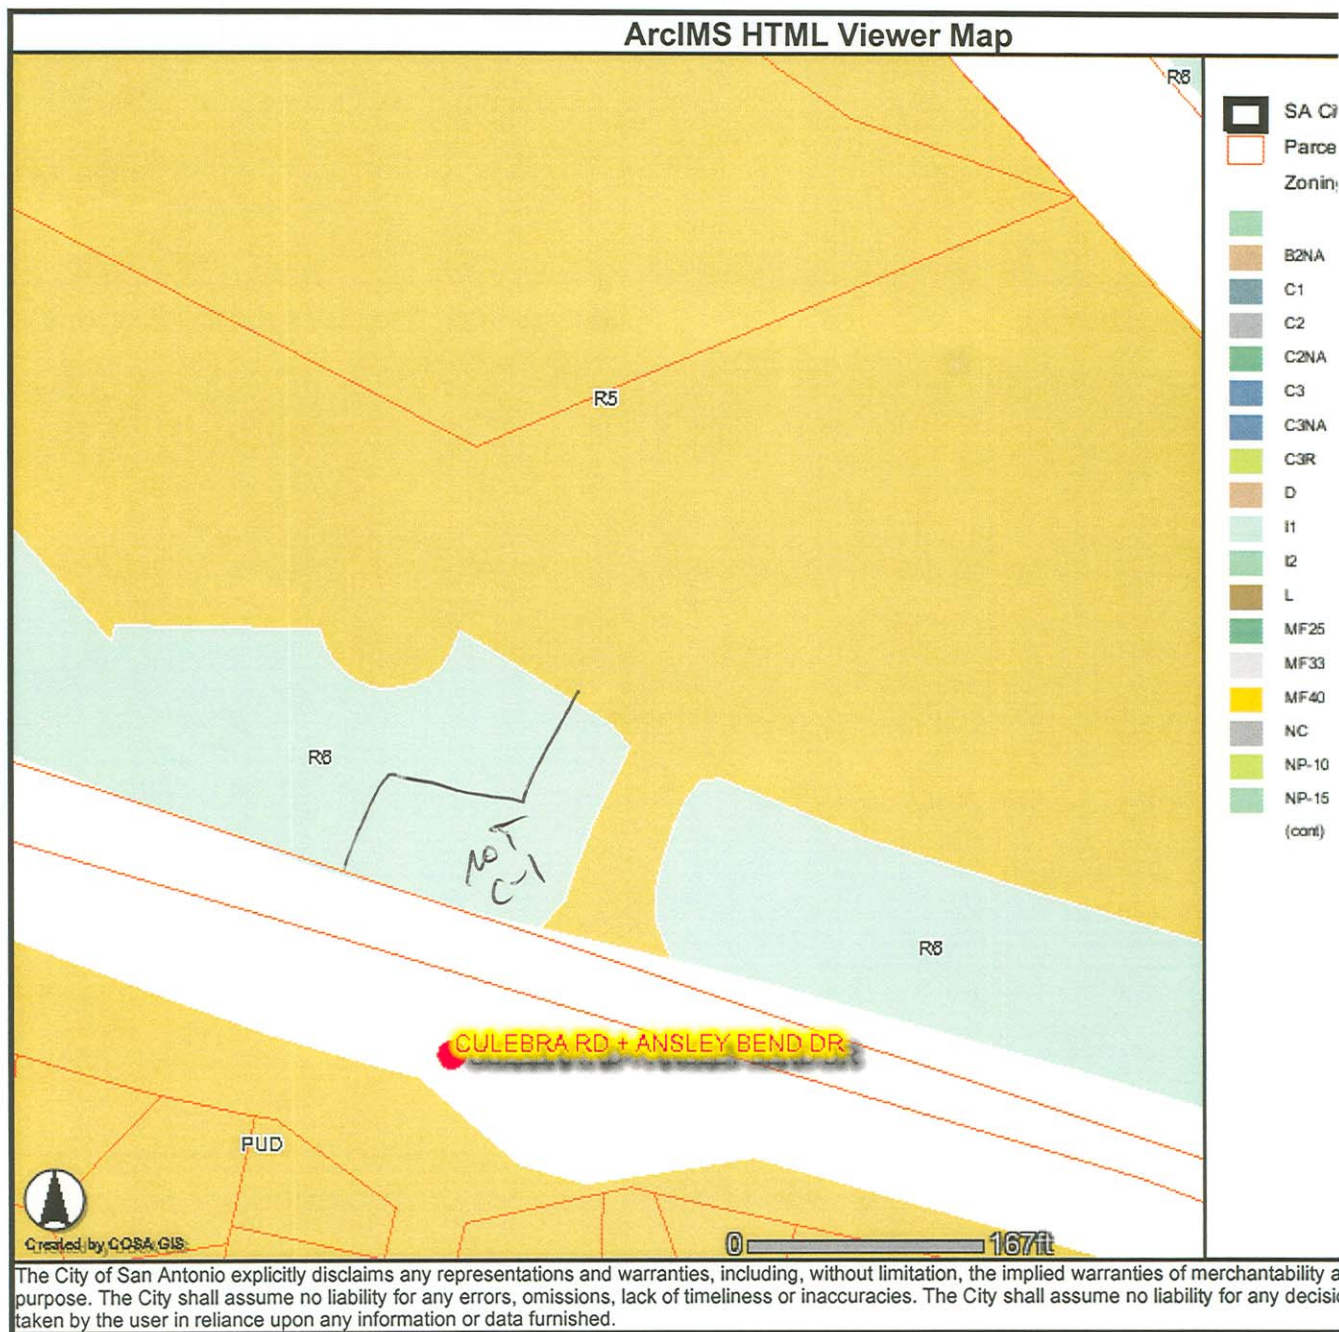 ArcIMS HTML Viewer Map
R6
SA Ci
Parce
Zoning
B2NA
C1
C2
C2NA
C3
C3NA
C3R
D
I1
I2
L
MF25
MF33
MF40
NC
NP-10
NP-15
(cont)
R5
R6
NOT
C-1
R6
CULEBRA RD + ANSLEY BEND DR
PUD
Created by COSA GIS
0 167ft
The City of San Antonio explicitly disclaims any representations and warranties, including, without limitation, the implied warranties of merchantability a
purpose. The City shall assume no liability for any errors, omissions, lack of timeliness or inaccuracies. The City shall assume no liability for any decisi
taken by the user in reliance upon any information or data furnished.